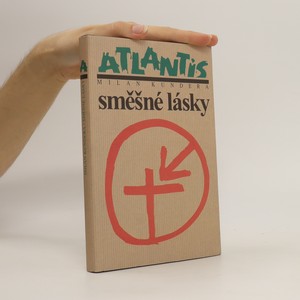 ATLANTIS
MILAN KUNDERA
směšné lásky